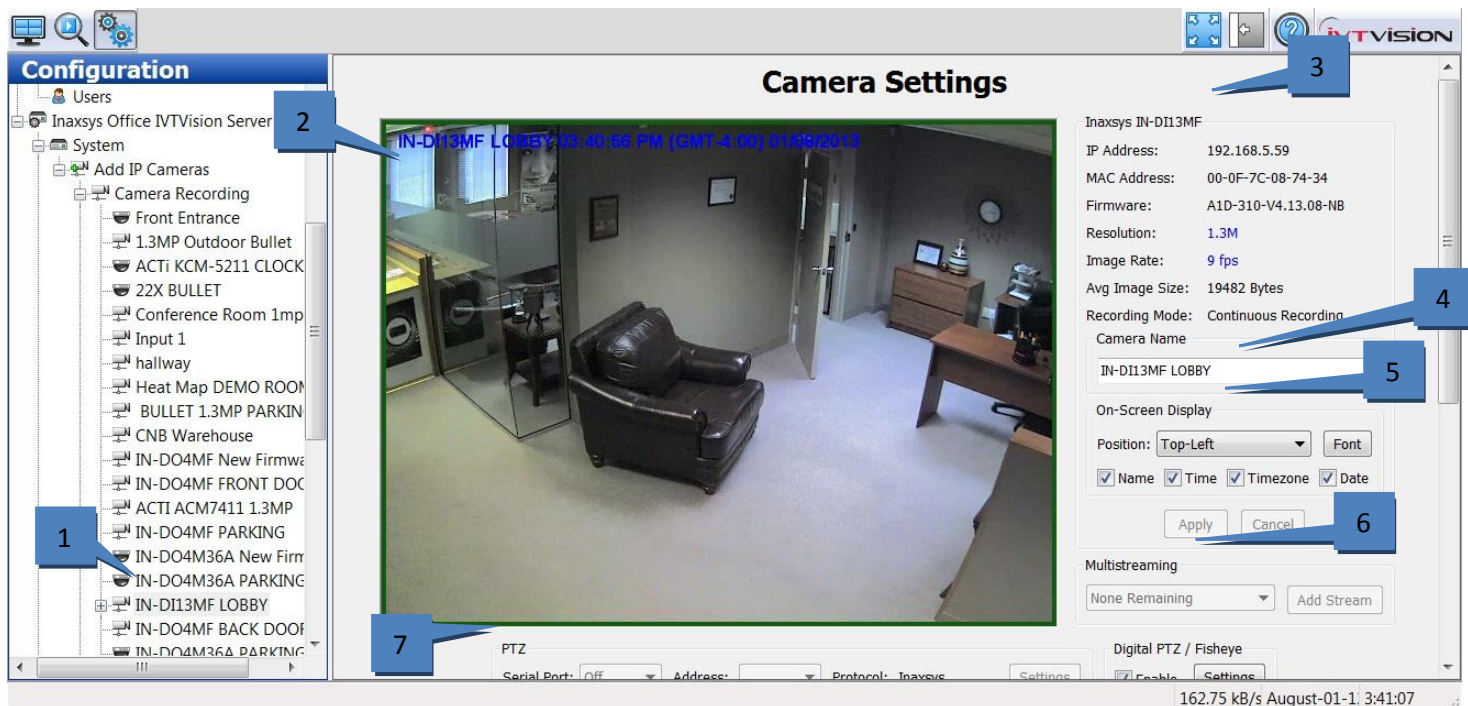 ivtvision
Configuration
Users
Inaxsys Office IVTVision Server
System
Add IP Cameras
Camera Recording
Front Entrance
1.3MP Outdoor Bullet
ACTi KCM-5211 CLOCK
22X BULLET
Conference Room 1mp
Input 1
hallway
Heat Map DEMO ROOM
BULLET 1.3MP PARKIN
CNB Warehouse
IN-DO4MF New Firmwa
IN-DO4MF FRONT DOO
ACTI ACM7411 1.3MP
IN-DO4MF PARKING
IN-DO4M36A New Firm
IN-DO4M36A PARKING
IN-DI13MF LOBBY
IN-DO4MF BACK DOOR
IN-DO4M36A PARKING
1
2
Camera Settings
3
IN-DI13MF LOBBY 03:40:56 PM (GMT-4:00) 01/08/2013
Inaxsys IN-DI13MF
IP Address: 192.168.5.59
MAC Address: 00-0F-7C-08-74-34
Firmware: A1D-310-V4.13.08-NB
Resolution: 1.3M
Image Rate: 9 fps
Avg Image Size: 19482 Bytes
Recording Mode: Continuous Recording
4
Camera Name
IN-DI13MF LOBBY
5
On-Screen Display
Position: Top-Left Font
Name Time Timezone Date
Apply Cancel
6
Multistreaming
None Remaining Add Stream
7
PTZ
Serial Port: Off Address: Protocol: Inaxsys Settings
Digital PTZ / Fisheye
Enable Settings
162.75 kB/s August-01-1 3:41:07